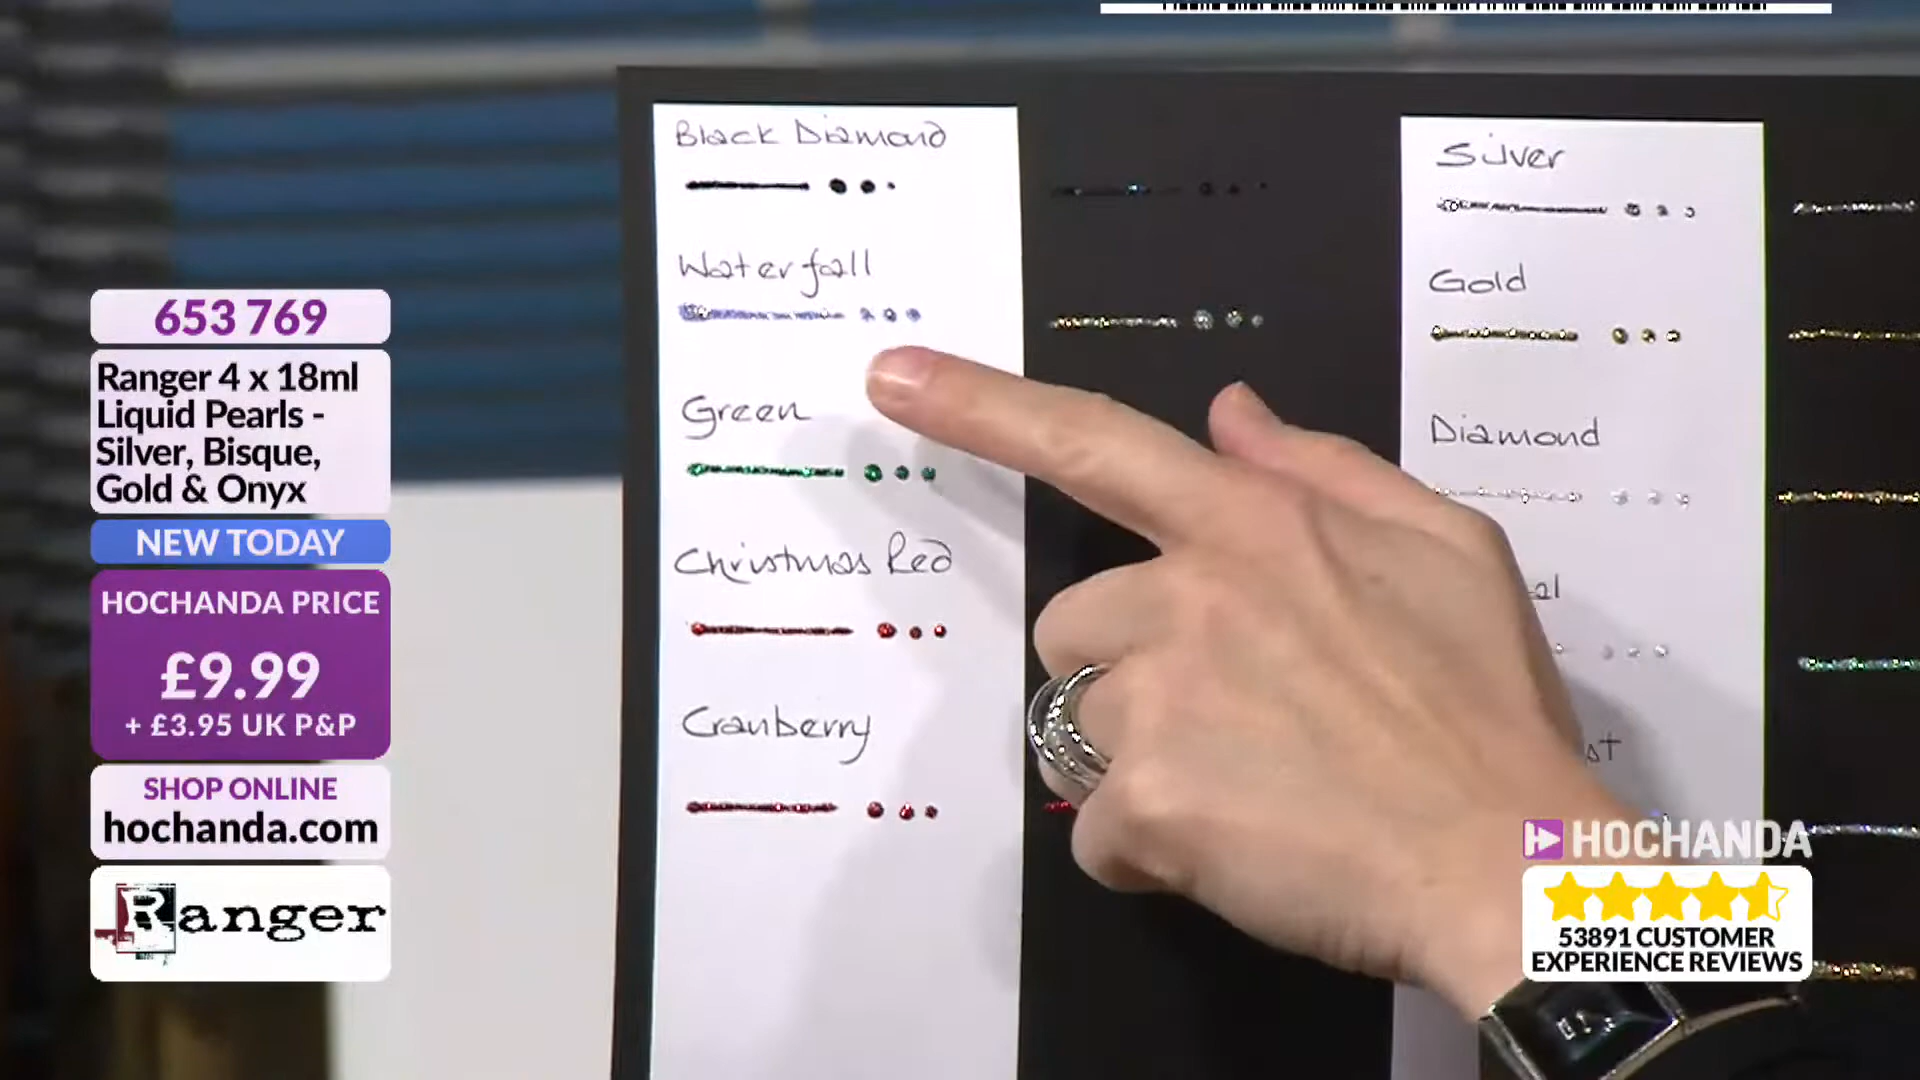 653 769
Ranger 4 x 18ml
Liquid Pearls -
Silver, Bisque,
Gold & Onyx
NEW TODAY
HOCHANDA PRICE
£9.99
+ £3.95 UK P&P
SHOP ONLINE
hochanda.com
Ranger
Black Diamond
Waterfall
Green
Christmas Red
Cranberry
Silver
Gold
Diamond
HOCHANDA
53891 CUSTOMER
EXPERIENCE REVIEWS